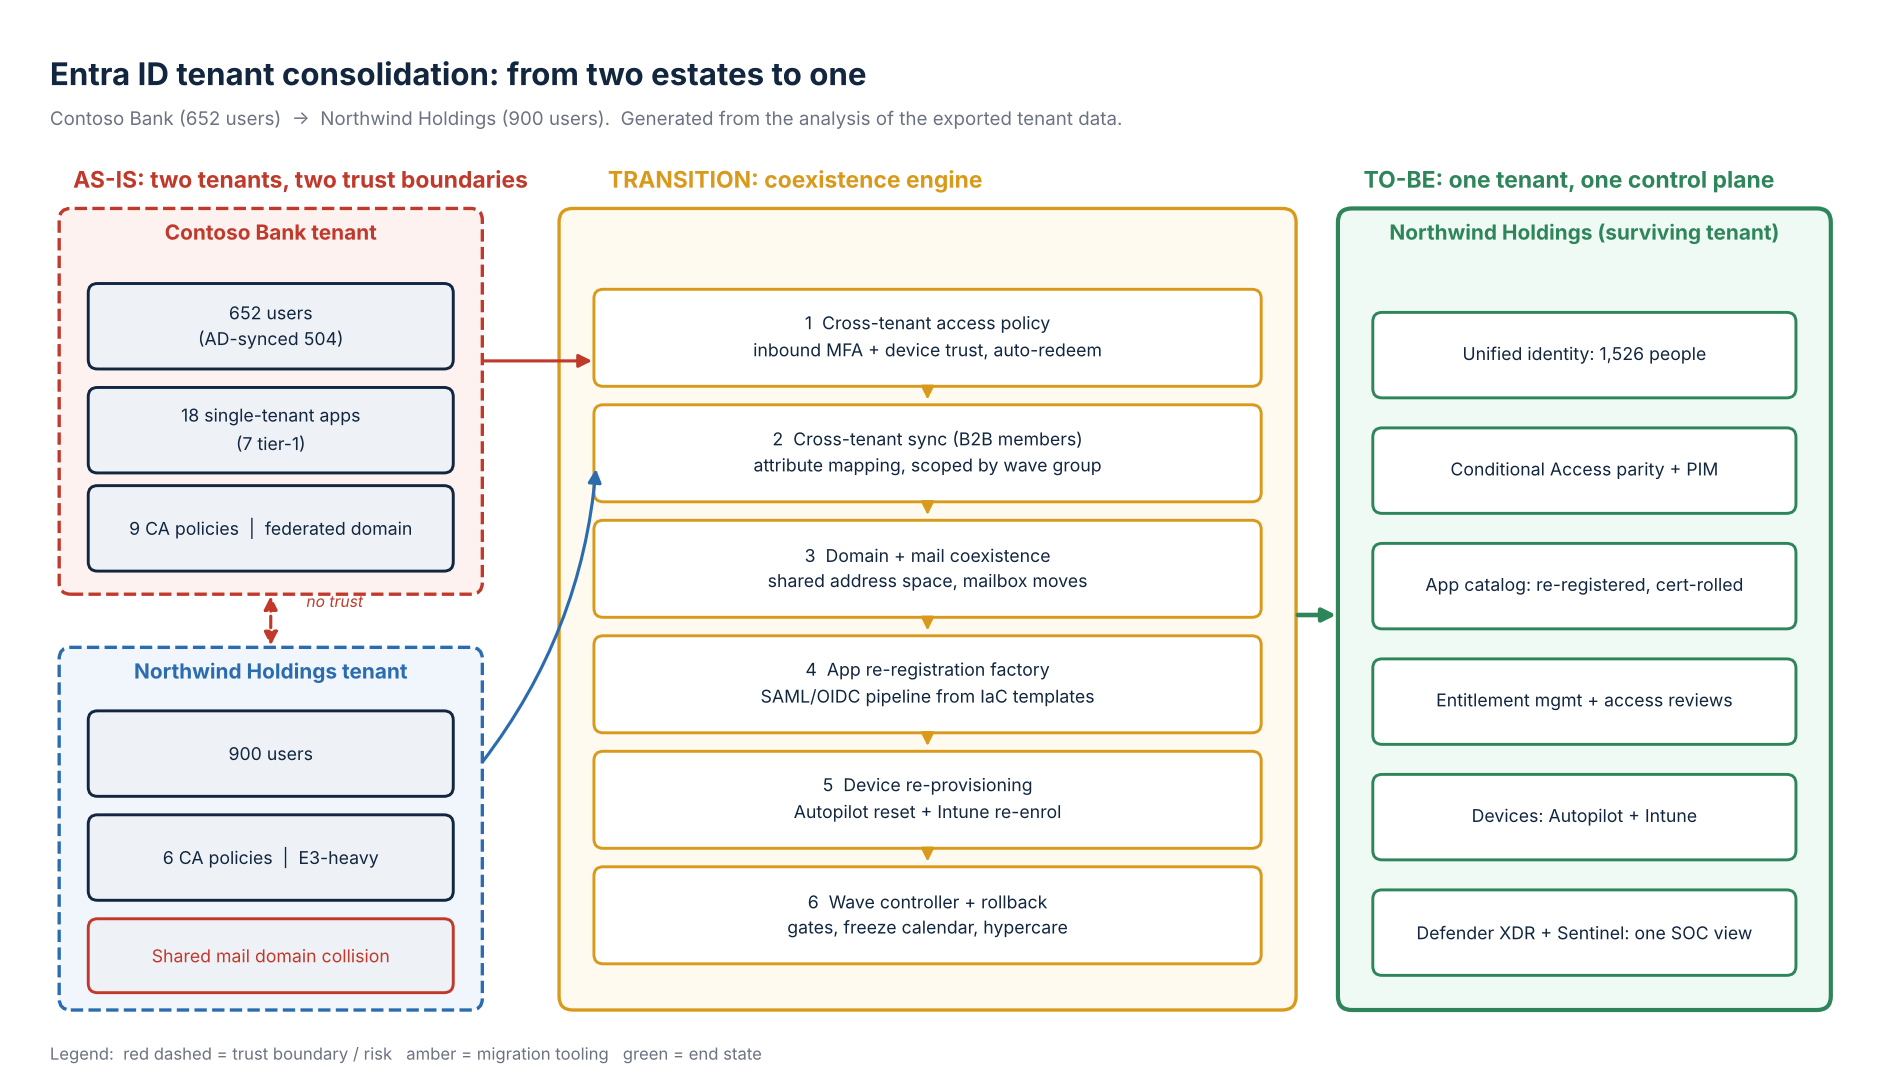 Entra ID tenant consolidation: from two estates to one
Contoso Bank (652 users) → Northwind Holdings (900 users). Generated from the analysis of the exported tenant data.
AS-IS: two tenants, two trust boundaries
Contoso Bank tenant
652 users
(AD-synced 504)
18 single-tenant apps
(7 tier-1)
9 CA policies | federated domain
no trust
Northwind Holdings tenant
900 users
6 CA policies | E3-heavy
Shared mail domain collision
TRANSITION: coexistence engine
1 Cross-tenant access policy
inbound MFA + device trust, auto-redeem
2 Cross-tenant sync (B2B members)
attribute mapping, scoped by wave group
3 Domain + mail coexistence
shared address space, mailbox moves
4 App re-registration factory
SAML/OIDC pipeline from IaC templates
5 Device re-provisioning
Autopilot reset + Intune re-enrol
6 Wave controller + rollback
gates, freeze calendar, hypercare
TO-BE: one tenant, one control plane
Northwind Holdings (surviving tenant)
Unified identity: 1,526 people
Conditional Access parity + PIM
App catalog: re-registered, cert-rolled
Entitlement mgmt + access reviews
Devices: Autopilot + Intune
Defender XDR + Sentinel: one SOC view
Legend: red dashed = trust boundary / risk amber = migration tooling green = end state